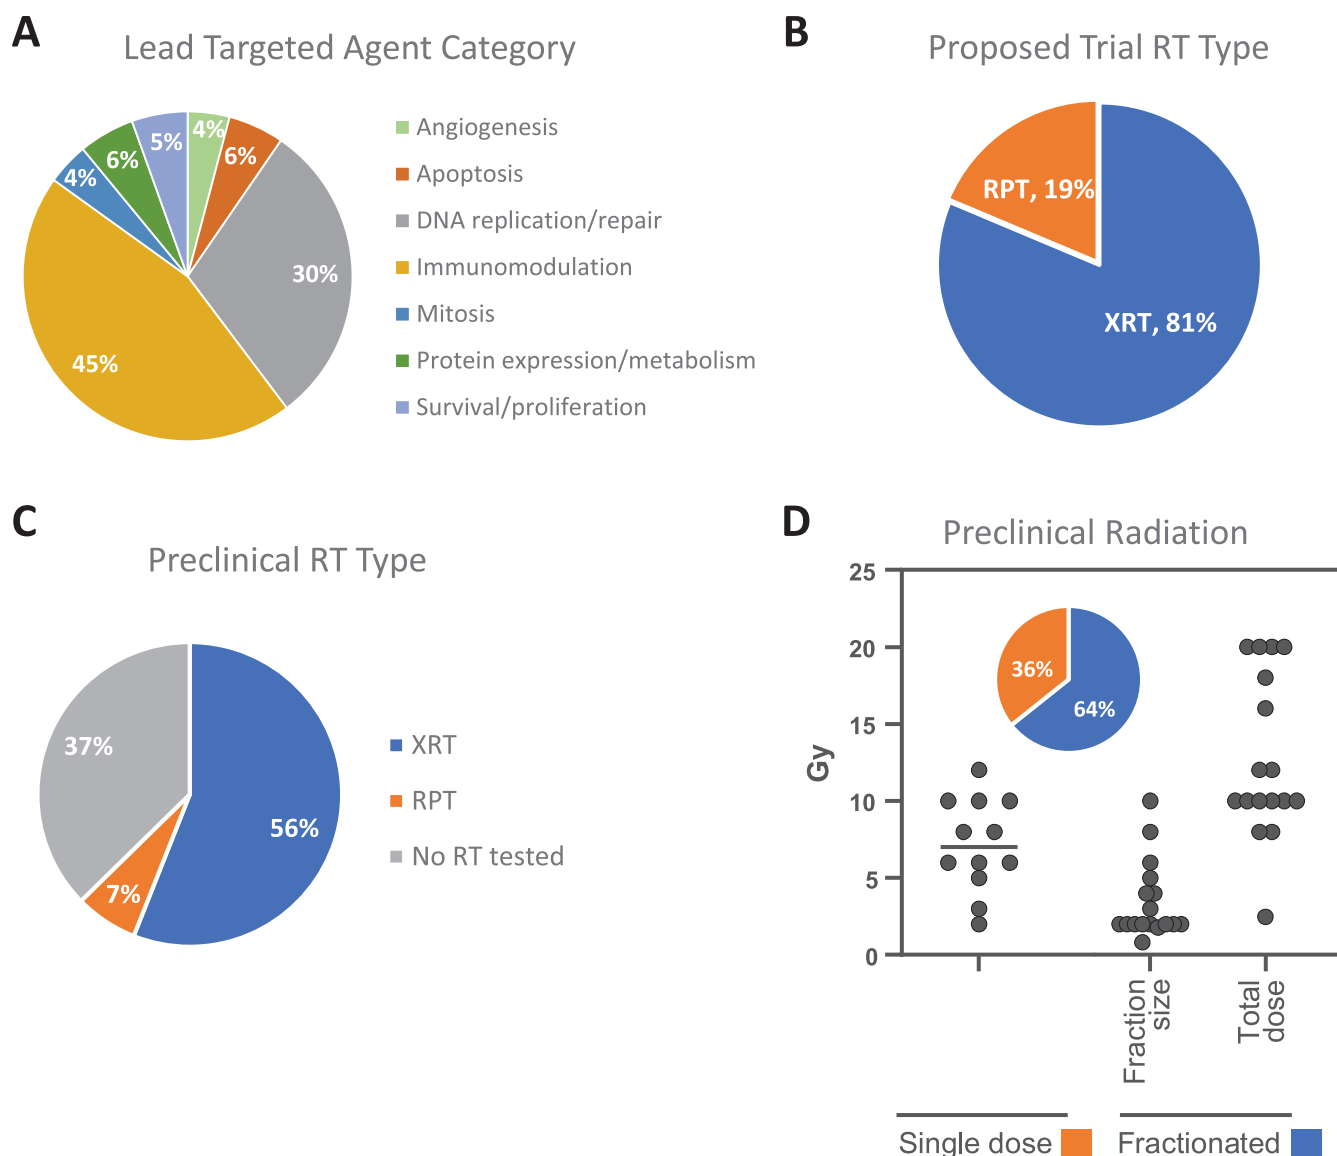 A
Lead Targeted Agent Category
4%
6%
30%
45%
4%
6%
5%
Angiogenesis
Apoptosis
DNA replication/repair
Immunomodulation
Mitosis
Protein expression/metabolism
Survival/proliferation
B
Proposed Trial RT Type
RPT, 19%
XRT, 81%
C
Preclinical RT Type
37%
56%
7%
XRT
RPT
No RT tested
D
Preclinical Radiation
Gy
25
20
15
10
5
0
36%
64%
Fraction
size
Total
dose
Single dose
Fractionated